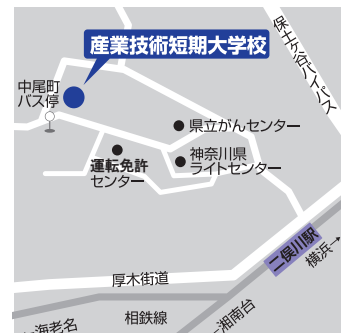 産業技術短期大学校
保土ヶ谷バイパス
中尾町
バス停
県立がんセンター
神奈川県
ライトセンター
運転免許
センター
二俣川駅
横浜→
厚木街道
相鉄線
←湘南台
海老名